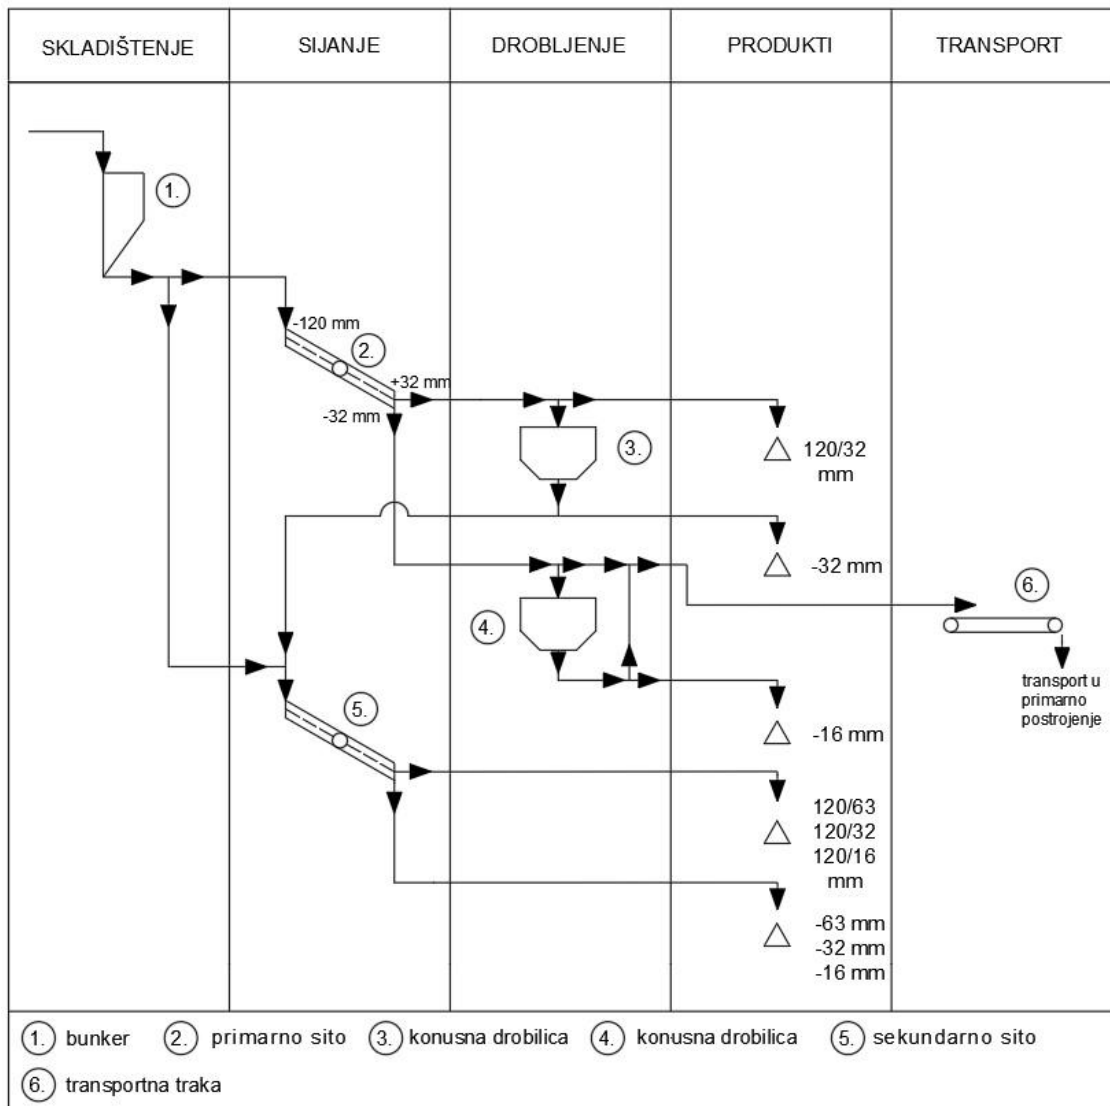 SKLADIŠTENJE
SIJANJE
DROBLJENJE
PRODUKTI
TRANSPORT
1.
-120 mm
2.
+32 mm
-32 mm
3.
120/32
mm
-32 mm
6.
4.
transport u
primarno
postrojenje
5.
-16 mm
120/63
120/32
120/16
mm
-63 mm
-32 mm
-16 mm
1. bunker 2. primarno sito 3. konusna drobilica 4. konusna drobilica 5. sekundarno sito
6. transportna traka